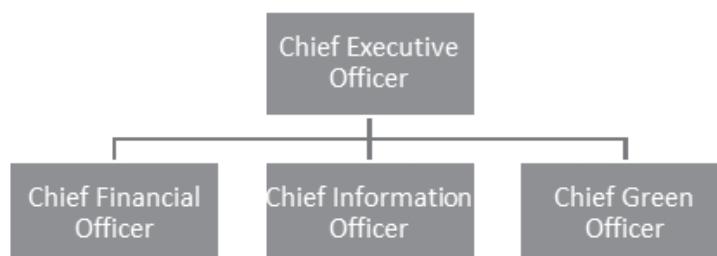 Chief Executive
Officer
Chief Financial
Officer
Chief Information
Officer
Chief Green
Officer